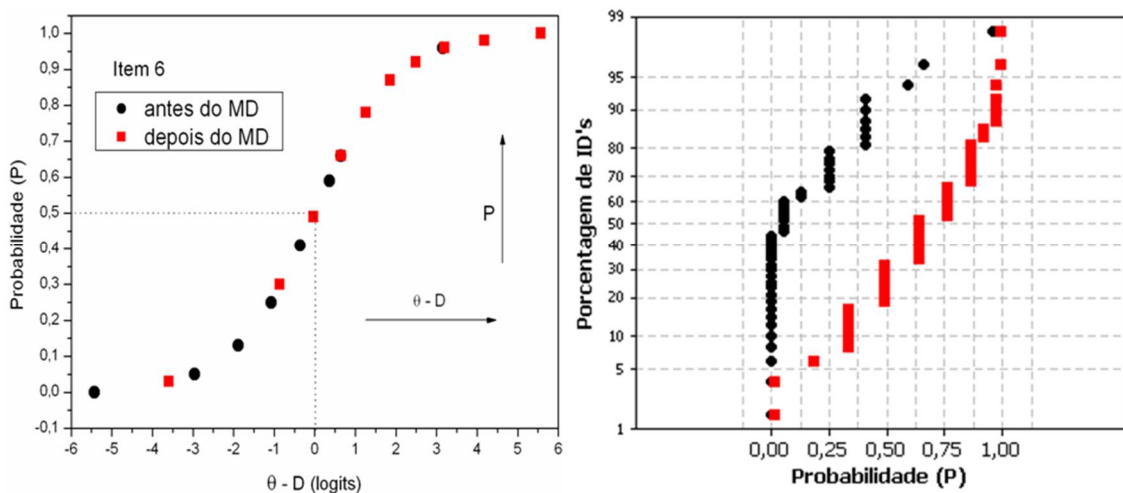 Item 6
antes do MD
depois do MD
P
θ - D
Probabilidade (P)
1,0
0,9
0,8
0,7
0,6
0,5
0,4
0,3
0,2
0,1
0,0
-0,1
-6 -5 -4 -3 -2 -1 0 1 2 3 4 5 6
θ - D (logits)
Porcentagem de ID's
99
95
90
80
70
60
50
40
30
20
10
5
1
0,00 0,25 0,50 0,75 1,00
Probabilidade (P)